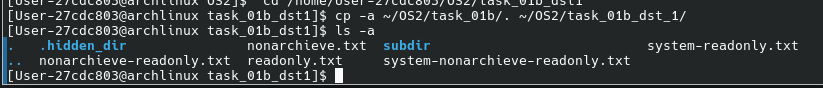 [User-27cdc803@archlinux OS2]$ cd /home/User-27cdc803/OS2/task_01b_dst1
[User-27cdc803@archlinux task_01b_dst1]$ cp -a ~/OS2/task_01b/. ~/OS2/task_01b_dst_1/
[User-27cdc803@archlinux task_01b_dst1]$ ls -a
. .hidden_dir nonarchieve.txt subdir system-readonly.txt
.. nonarchieve-readonly.txt readonly.txt system-nonarchieve-readonly.txt
[User-27cdc803@archlinux task_01b_dst1]$